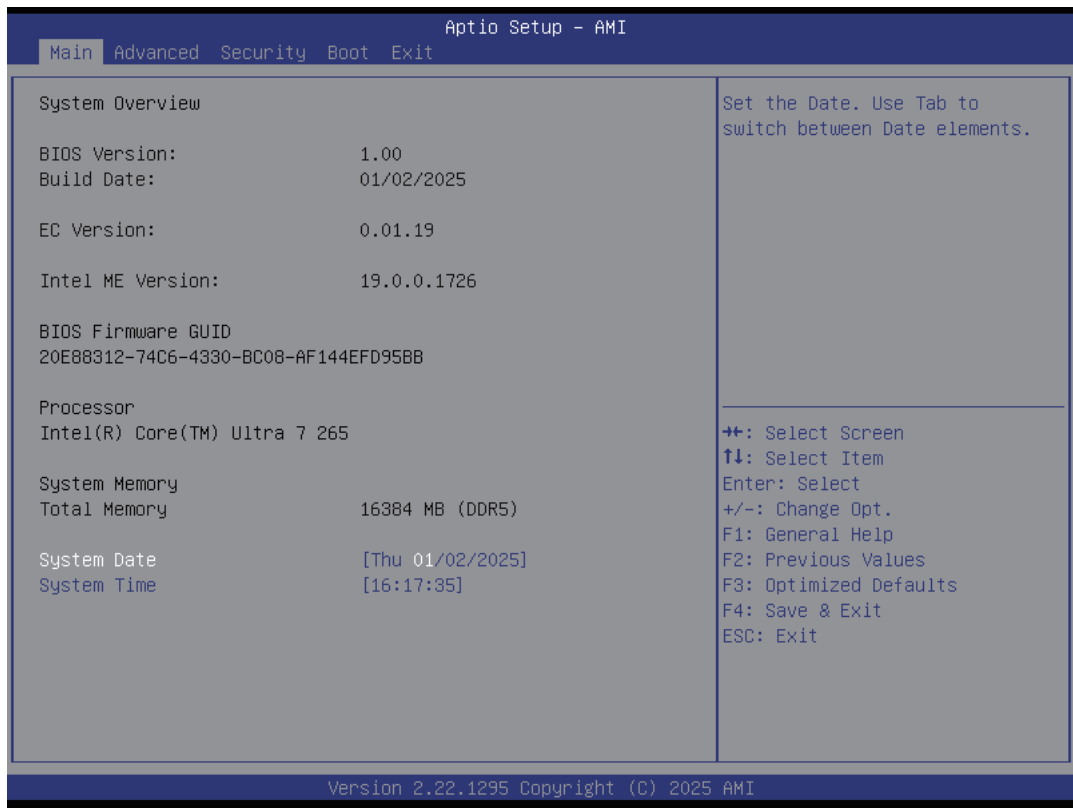 Aptio Setup - AMI
Main Advanced Security Boot Exit
System Overview
BIOS Version: 1.00
Build Date: 01/02/2025
EC Version: 0.01.19
Intel ME Version: 19.0.0.1726
BIOS Firmware GUID
20E88312-74C6-4330-BC08-AF144EFD95BB
Processor
Intel(R) Core(TM) Ultra 7 265
System Memory
Total Memory 16384 MB (DDR5)
System Date [Thu 01/02/2025]
System Time [16:17:35]
Set the Date. Use Tab to
switch between Date elements.
→←: Select Screen
↑↓: Select Item
Enter: Select
+/-: Change Opt.
F1: General Help
F2: Previous Values
F3: Optimized Defaults
F4: Save & Exit
ESC: Exit
Version 2.22.1295 Copyright (C) 2025 AMI